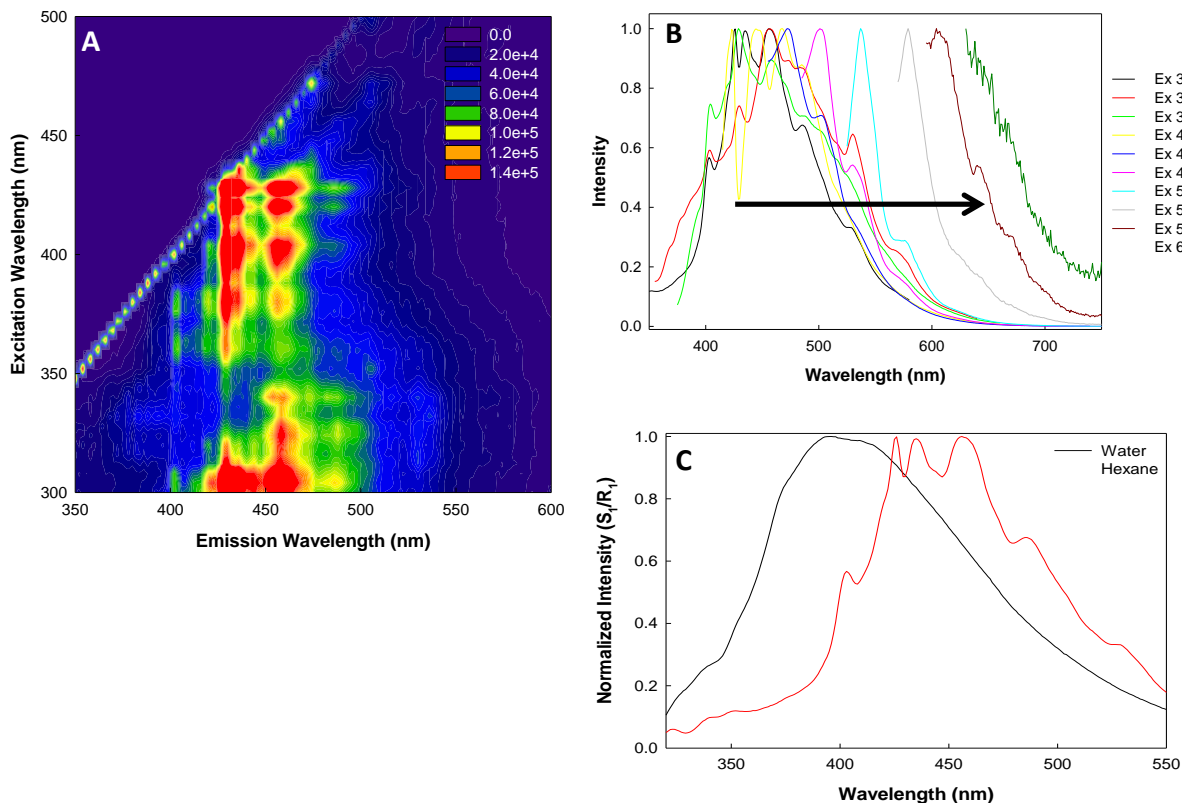 A
0.0
2.0e+4
4.0e+4
6.0e+4
8.0e+4
1.0e+5
1.2e+5
1.4e+5
500
450
400
350
300
Excitation Wavelength (nm)
350 400 450 500 550 600
Emission Wavelength (nm)
B
1.0
0.8
0.6
0.4
0.2
0.0
Intensity
400 500 600 700
Wavelength (nm)
Ex 3
Ex 3
Ex 3
Ex 4
Ex 4
Ex 4
Ex 5
Ex 5
Ex 5
Ex 6
C
1.0
0.8
0.6
0.4
0.2
0.0
Normalized Intensity (S1/R1)
Water
Hexane
350 400 450 500 550
Wavelength (nm)